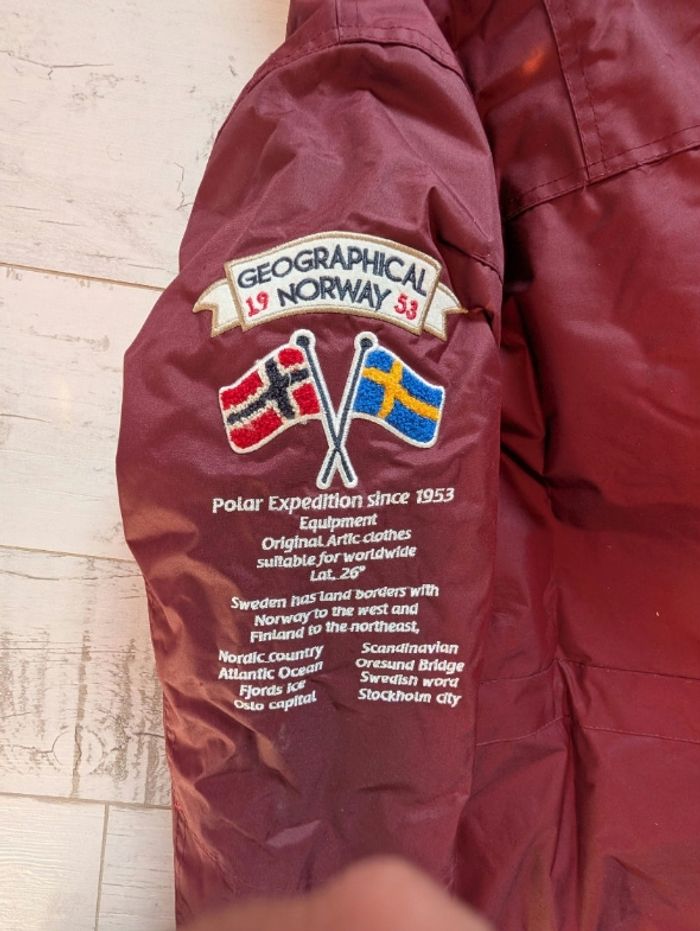 GEOGRAPHICAL
19 NORWAY 53
Polar Expedition since 1953
Equipment
Original Artic clothes
suitable for worldwide
Lat. 26°
Sweden has land borders with
Norway to the west and
Finland to the northeast,
Nordic country
Atlantic Ocean
Fjords ice
Oslo capital
Scandinavian
Oresund Bridge
Swedish word
Stockholm city